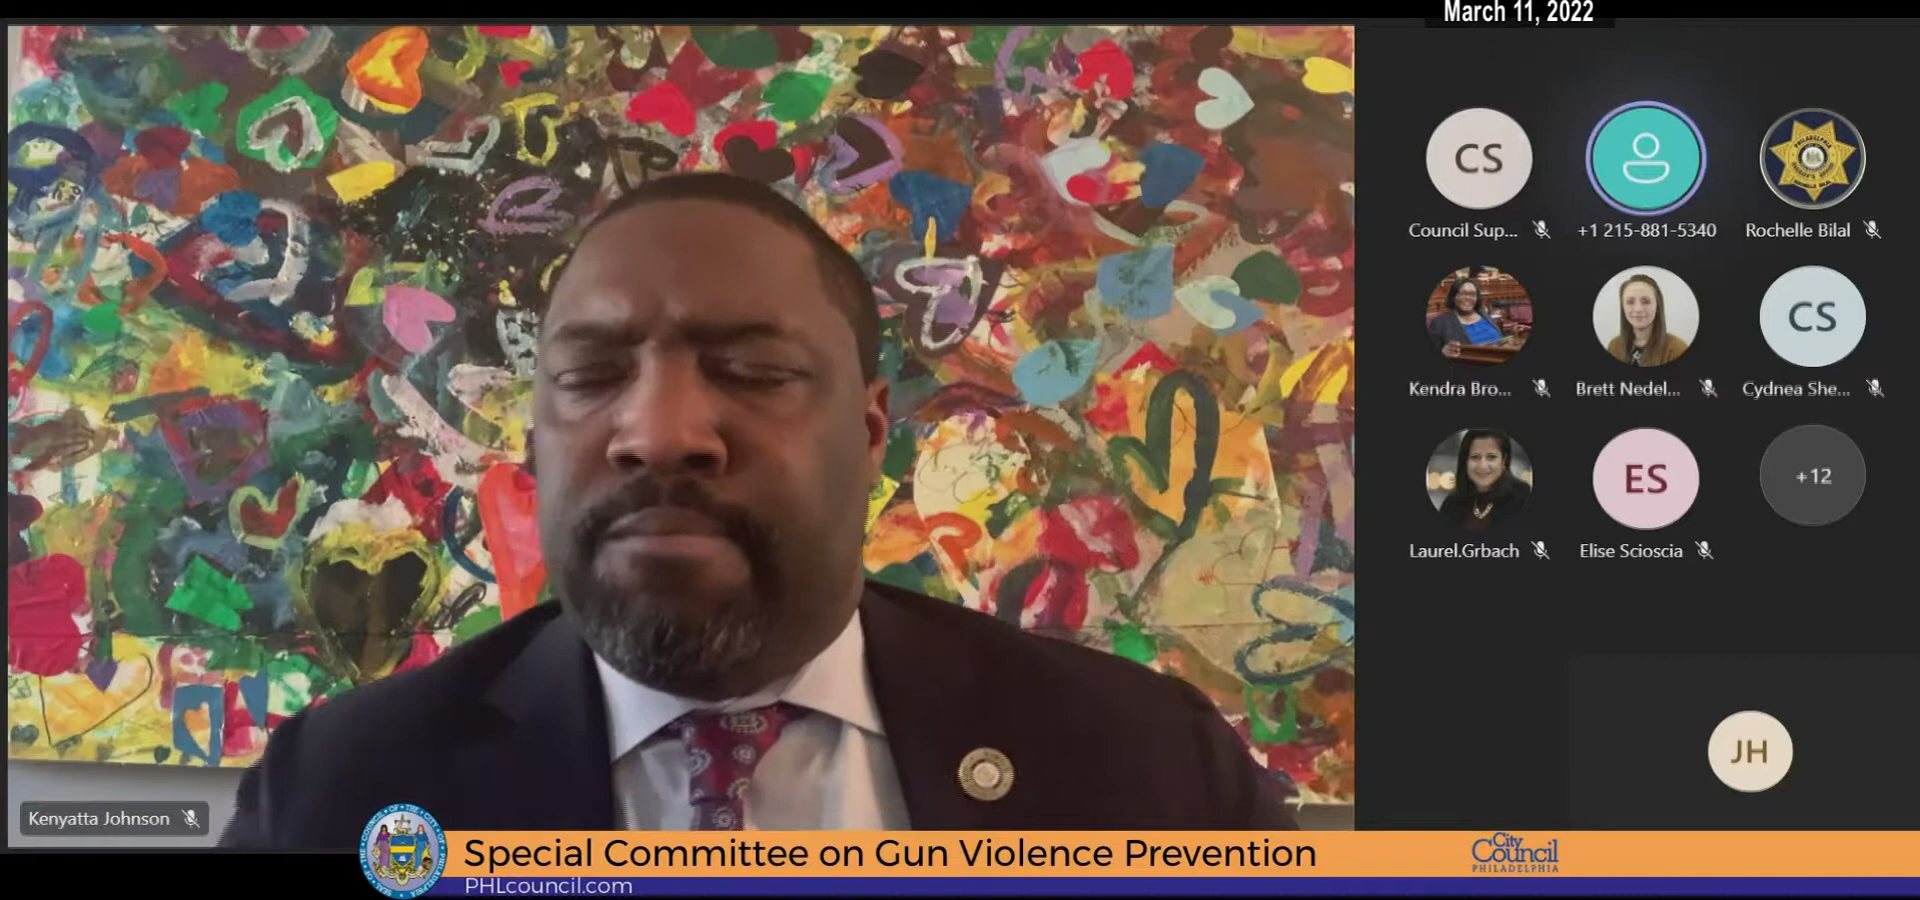 March 11, 2022
CS
+1 215-881-5340
Council Sup...
Rochelle Bilal
Kendra Bro...
Brett Nedel...
CS
Cydnea She...
Laurel.Grbach
ES
Elise Scioscia
+12
JH
Kenyatta Johnson
Special Committee on Gun Violence Prevention
PHLcouncil.com
City
Council
PHILADELPHIA